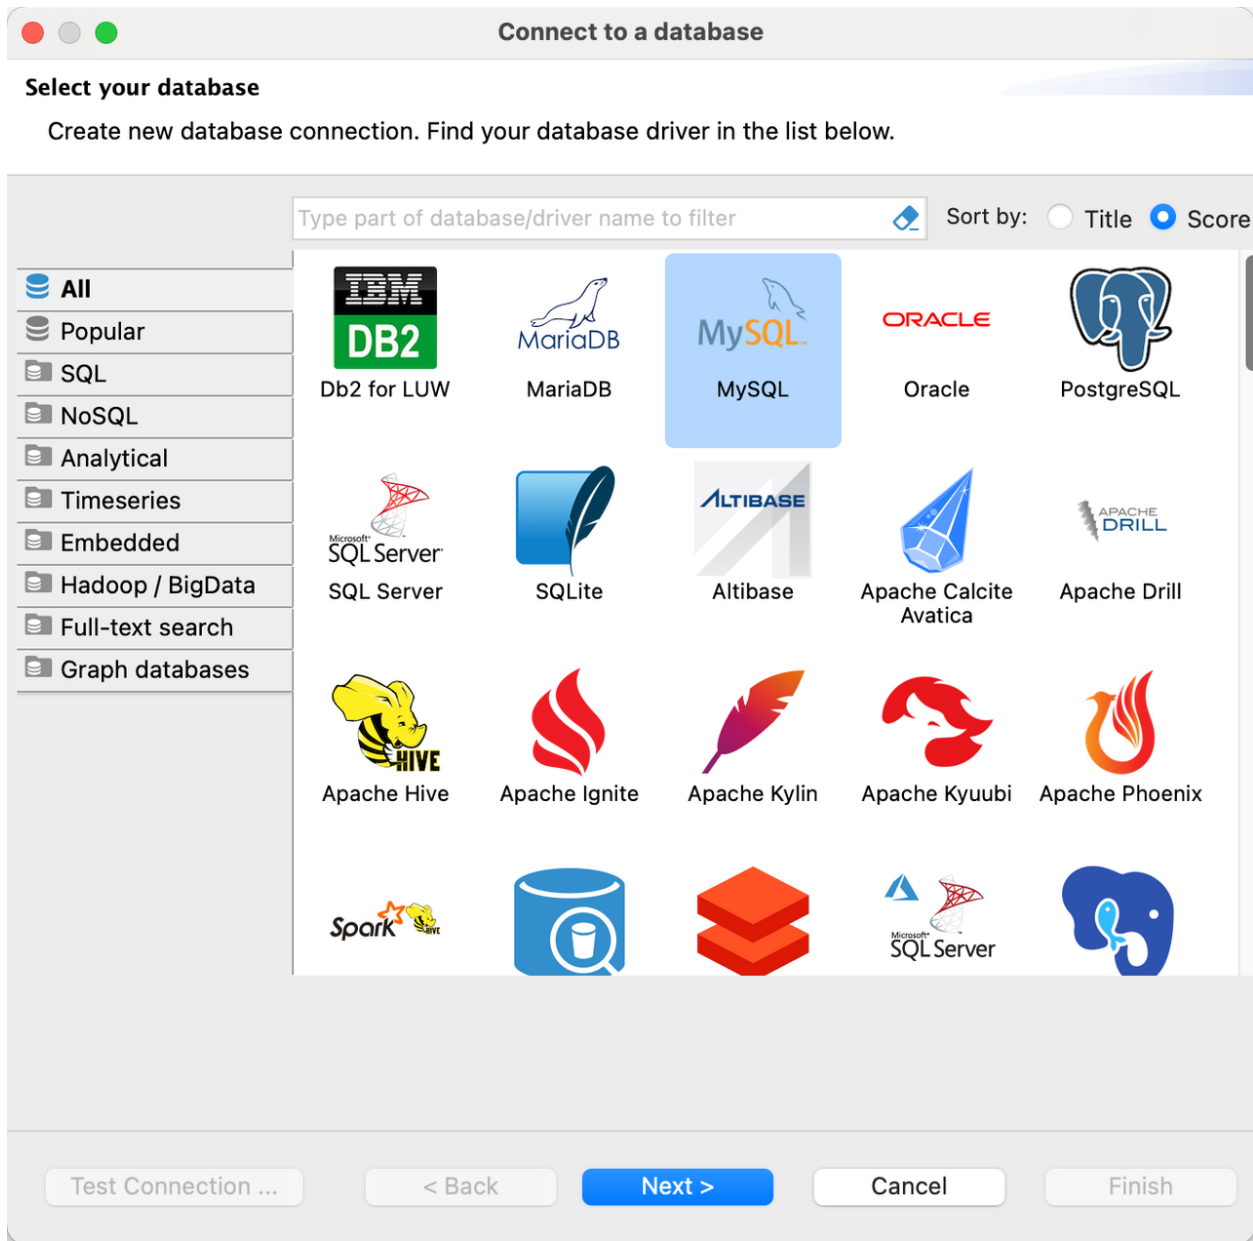 Connect to a database
Select your database
Create new database connection. Find your database driver in the list below.
Type part of database/driver name to filter
Sort by: Title Score
All
Popular
SQL
NoSQL
Analytical
Timeseries
Embedded
Hadoop / BigData
Full-text search
Graph databases
IBM
DB2
Db2 for LUW
MariaDB
MariaDB
MySQL™
MySQL
ORACLE
Oracle
PostgreSQL
Microsoft®
SQL Server®
SQL Server
SQLite
ALTIBASE
Altibase
Apache Calcite
Avatica
APACHE
DRILL
Apache Drill
HIVE
Apache Hive
Apache Ignite
Apache Kylin
Apache Kyuubi
Apache Phoenix
Spark
HIVE
Microsoft®
SQL Server
Test Connection ...
< Back
Next >
Cancel
Finish